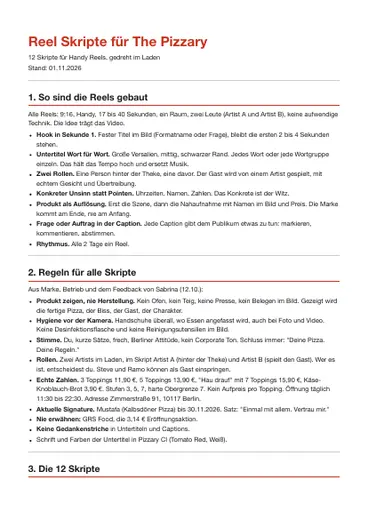 Reel Skripte für The Pizzary
12 Skripte für Handy Reels, gedreht im Laden
Stand: 01.11.2026
1. So sind die Reels gebaut
Alle Reels: 9:16, Handy, 17 bis 40 Sekunden, ein Raum, zwei Leute (Artist A und Artist B), keine aufwendige
Technik. Die Idee trägt das Video.
• Hook in Sekunde 1. Fester Titel im Bild (Formatname oder Frage), bleibt die ersten 2 bis 4 Sekunden
stehen.
• Untertitel Wort für Wort. Große Versalien, mittig, schwarzer Rand. Jedes Wort oder jede Wortgruppe
einzeln. Das hält das Tempo hoch und ersetzt Musik.
• Zwei Rollen. Eine Person hinter der Theke, eine davor. Der Gast wird von einem Artist gespielt, mit
echtem Gesicht und Übertreibung.
• Konkreter Unsinn statt Pointen. Uhrzeiten, Namen, Zahlen. Das Konkrete ist der Witz.
• Produkt als Auflösung. Erst die Szene, dann die Nahaufnahme mit Namen im Bild und Preis. Die Marke
kommt am Ende, nie am Anfang.
• Frage oder Auftrag in der Caption. Jede Caption gibt dem Publikum etwas zu tun: markieren,
kommentieren, abstimmen.
• Rhythmus. Alle 2 Tage ein Reel.
2. Regeln für alle Skripte
Aus Marke, Betrieb und dem Feedback von Sabrina (12.10.):
• Produkt zeigen, nie Herstellung. Kein Ofen, kein Teig, keine Presse, kein Belegen im Bild. Gezeigt wird
die fertige Pizza, der Biss, der Gast, der Charakter.
• Hygiene vor der Kamera. Handschuhe überall, wo Essen angefasst wird, auch bei Foto und Video.
Keine Desinfektionsflasche und keine Reinigungsutensilien im Bild.
• Stimme. Du, kurze Sätze, frech, Berliner Attitüde, kein Corporate Ton. Schluss immer: "Deine Pizza.
Deine Regeln."
• Rollen. Zwei Artists im Laden, im Skript Artist A (hinter der Theke) und Artist B (spielt den Gast). Wer es
ist, entscheidest du. Steve und Ramo können als Gast einspringen.
• Echte Zahlen. 3 Toppings 11,90 €, 5 Toppings 13,90 €, "Hau drauf" mit 7 Toppings 15,90 €, Käse-
Knoblauch-Brot 3,90 €. Stufen 3, 5, 7, harte Obergrenze 7. Kein Aufpreis pro Topping. Öffnung täglich
11:30 bis 22:30. Adresse Zimmerstraße 91, 10117 Berlin.
• Aktuelle Signature. Mustafa (Kalbsdöner Pizza) bis 30.11.2026. Satz: "Einmal mit allem. Vertrau mir."
• Nie erwähnen: GRS Food, die 3,14 € Eröffnungsaktion.
• Keine Gedankenstriche in Untertiteln und Captions.
• Schrift und Farben der Untertitel in Pizzary CI (Tomato Red, Weiß).
3. Die 12 Skripte